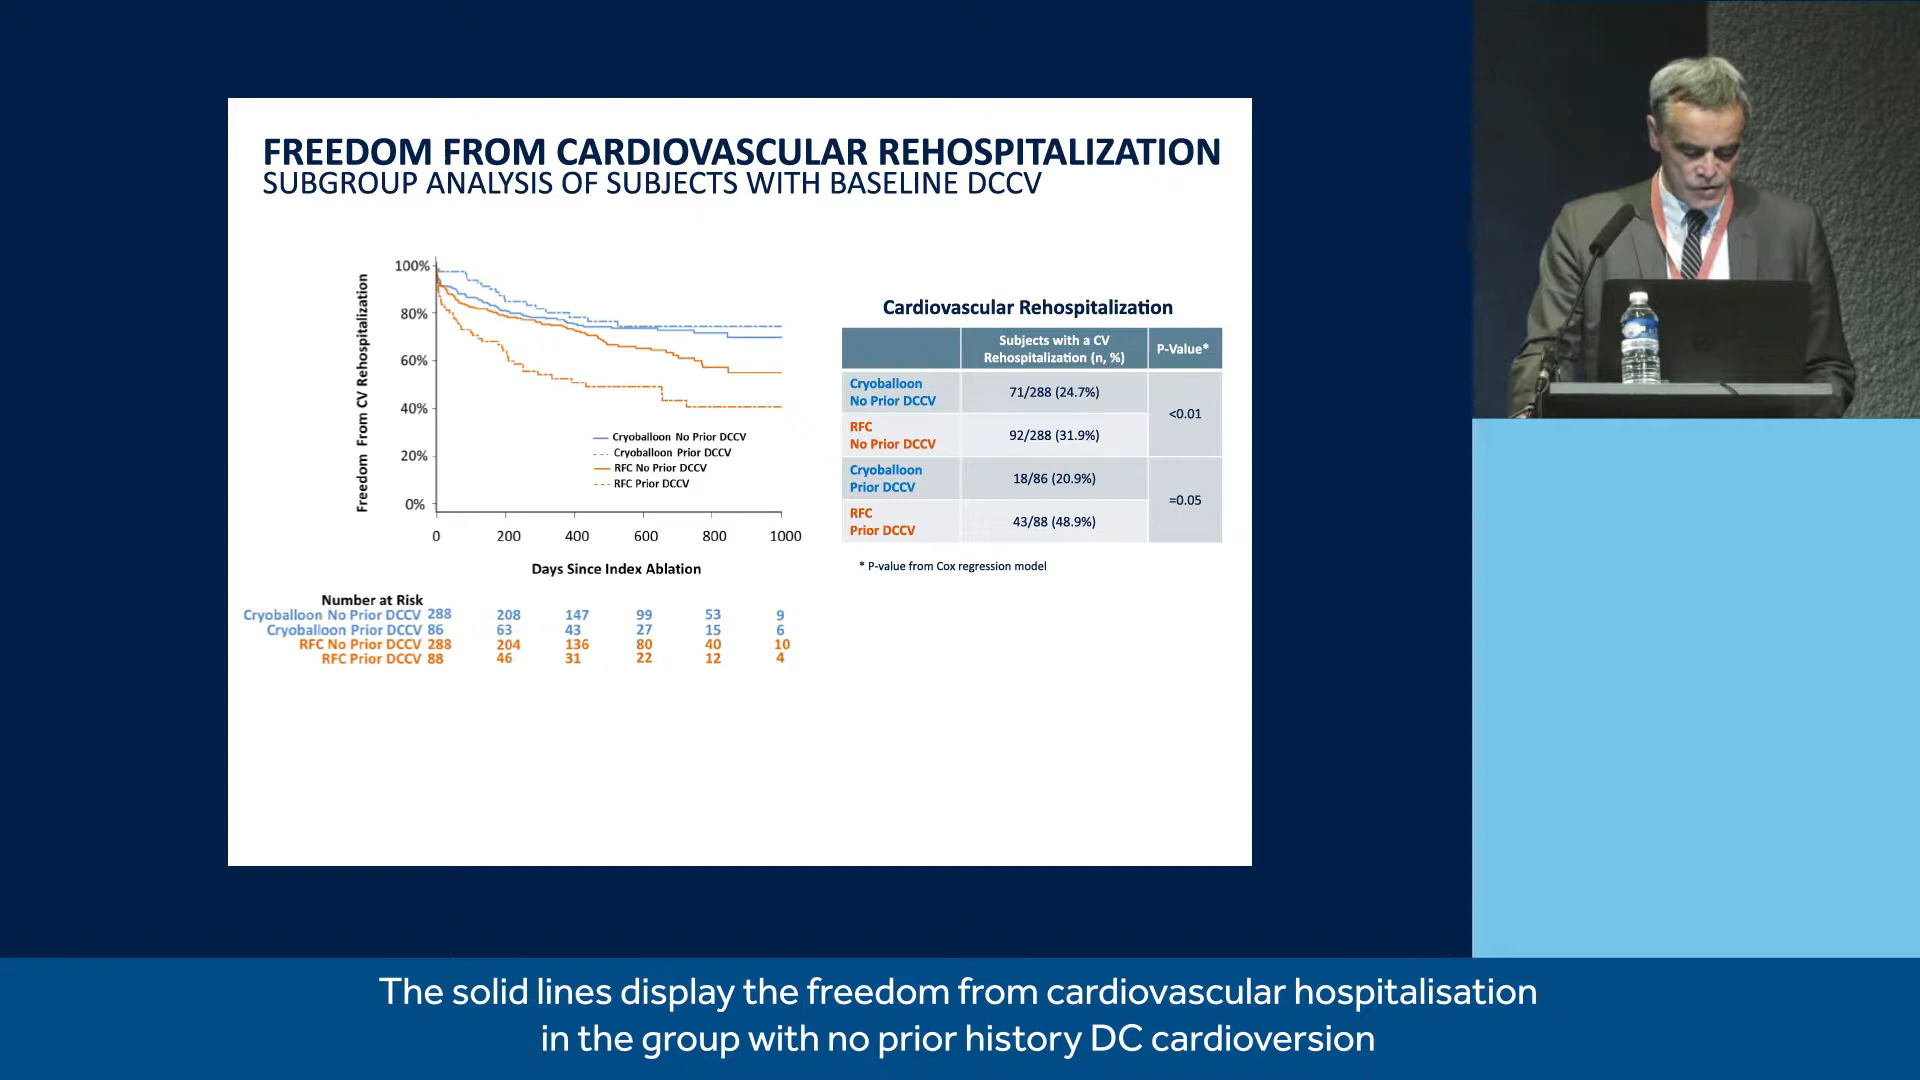 FREEDOM FROM CARDIOVASCULAR REHOSPITALIZATION
SUBGROUP ANALYSIS OF SUBJECTS WITH BASELINE DCCV
Freedom From CV Rehospitalization
100%
80%
60%
40%
20%
0%
Cryoballoon No Prior DCCV
Cryoballoon Prior DCCV
RFC No Prior DCCV
RFC Prior DCCV
0 200 400 600 800 1000
Days Since Index Ablation
Number at Risk
Cryoballoon No Prior DCCV 288 208 147 99 53 9
Cryoballoon Prior DCCV 86 63 43 27 15 6
RFC No Prior DCCV 288 204 136 80 40 10
RFC Prior DCCV 88 46 31 22 12 4
Cardiovascular Rehospitalization
Subjects with a CV
Rehospitalization (n, %)
P-Value*
Cryoballoon
No Prior DCCV
71/288 (24.7%)
<0.01
RFC
No Prior DCCV
92/288 (31.9%)
Cryoballoon
Prior DCCV
18/86 (20.9%)
=0.05
RFC
Prior DCCV
43/88 (48.9%)
* P-value from Cox regression model
The solid lines display the freedom from cardiovascular hospitalisation
in the group with no prior history DC cardioversion